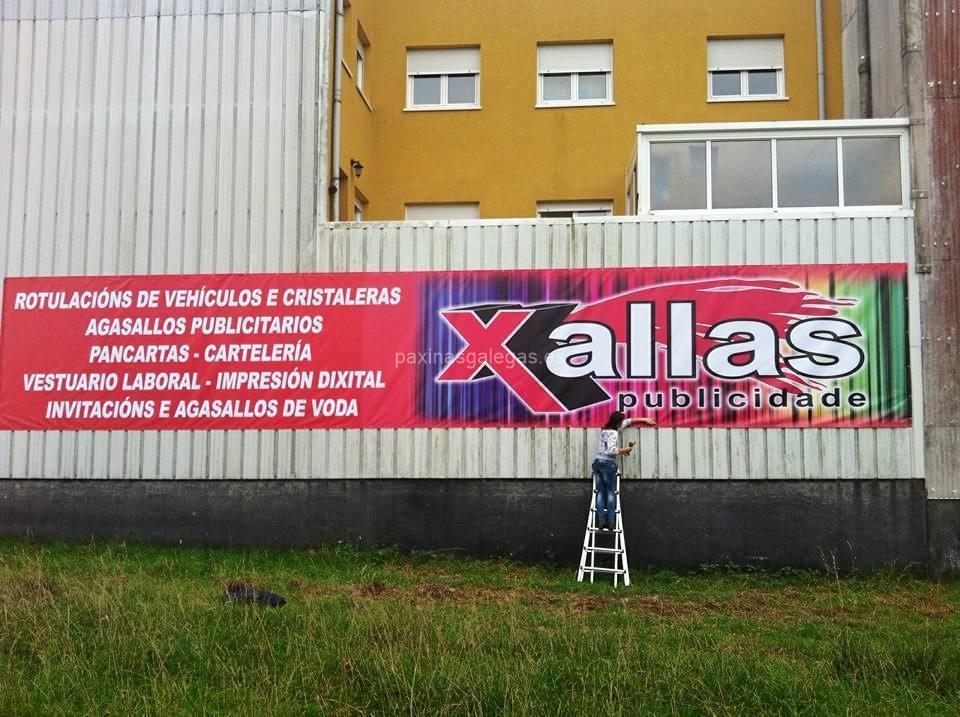 ROTULACIÓNS DE VEHÍCULOS E CRISTALERAS
AGASALLOS PUBLICITARIOS
PANCARTAS - CARTELERÍA
VESTUARIO LABORAL - IMPRESIÓN DIXITAL
INVITACIÓNS E AGASALLOS DE VODA
Xallas
publicidade
paxinasgalegas.es